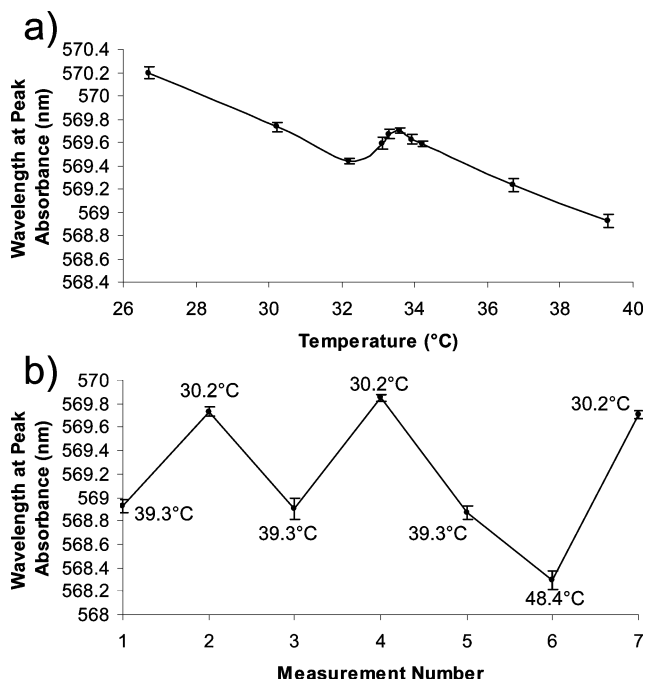 a)
570.4
570.2
570
569.8
569.6
569.4
569.2
569
568.8
568.6
568.4
Wavelength at Peak
Absorbance (nm)
26 28 30 32 34 36 38 40
Temperature (°C)
b)
570
569.8
569.6
569.4
569.2
569
568.8
568.6
568.4
568.2
568
Wavelength at Peak
Absorbance (nm)
39.3°C
30.2°C
39.3°C
30.2°C
39.3°C
48.4°C
30.2°C
1 2 3 4 5 6 7
Measurement Number